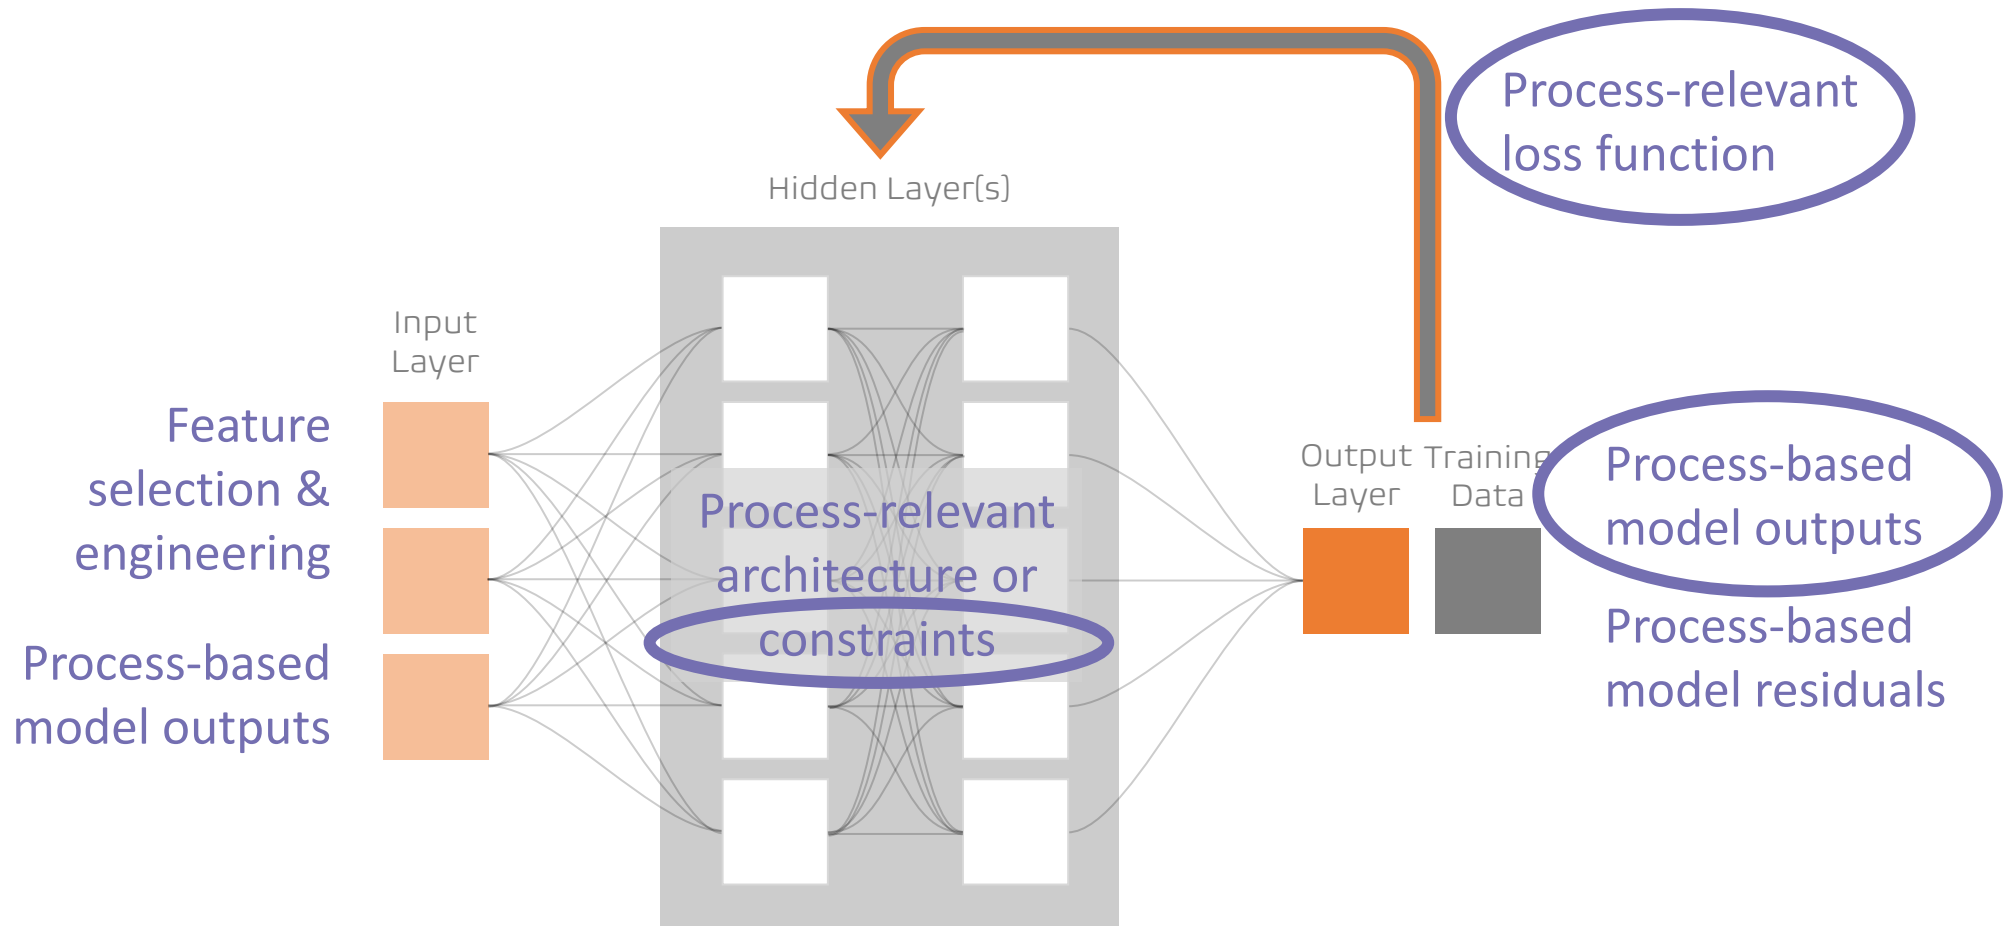 Process-relevant
loss function
Hidden Layer(s)
Input
Layer
Feature
selection &
engineering
Process-based
model outputs
Process-relevant
architecture or
constraints
Output
Layer
Training
Data
Process-based
model outputs
Process-based
model residuals